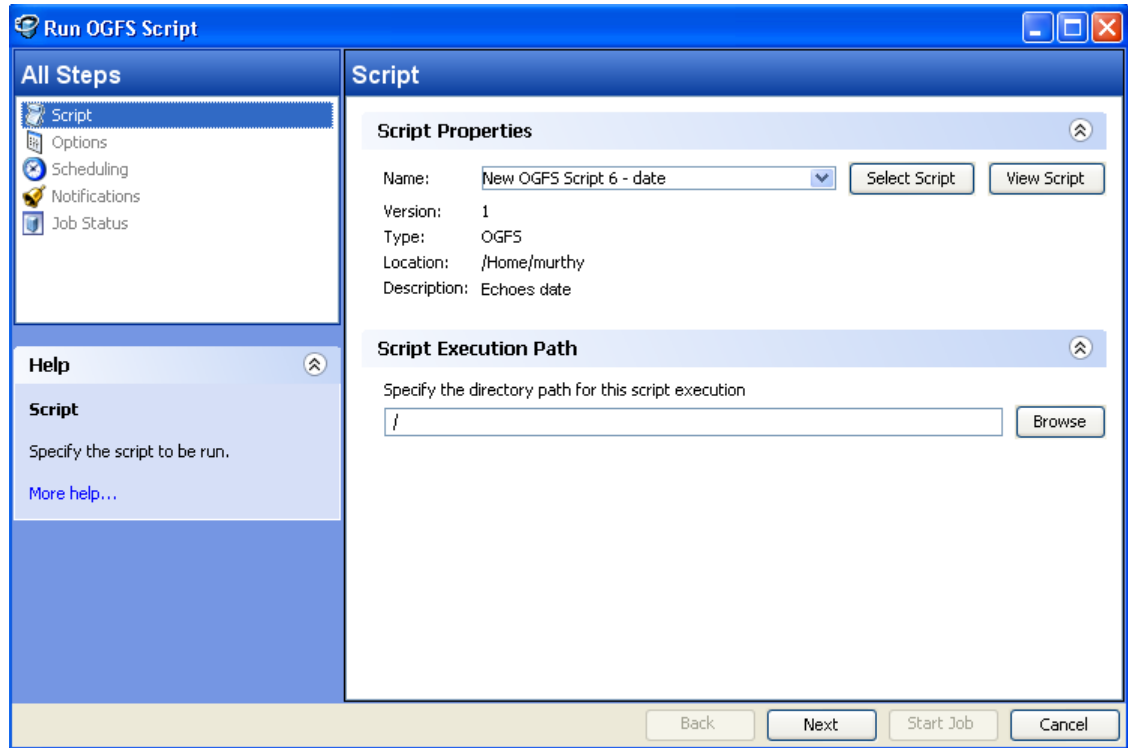 Run OGFS Script
All Steps
Script
Options
Scheduling
Notifications
Job Status
Help
Script
Specify the script to be run.
More help...
Script
Script Properties
Name: New OGFS Script 6 - date Select Script View Script
Version: 1
Type: OGFS
Location: /Home/murthy
Description: Echoes date
Script Execution Path
Specify the directory path for this script execution
/ Browse
Back Next Start Job Cancel